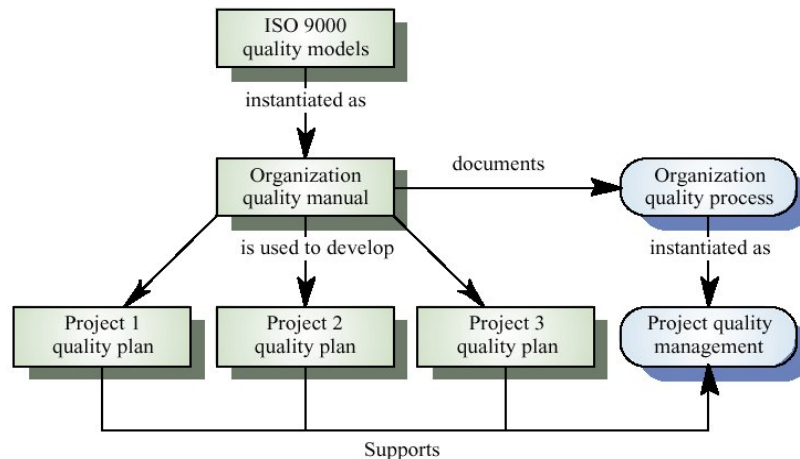 ISO 9000
quality models
instantiated as
Organization
quality manual
documents
Organization
quality process
is used to develop
instantiated as
Project 1
quality plan
Project 2
quality plan
Project 3
quality plan
Project quality
management
Supports